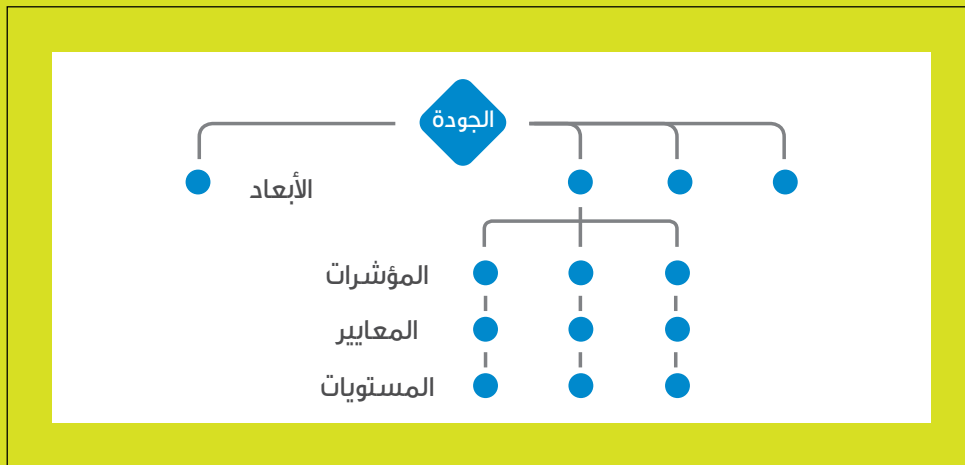 الجودة
الأبعاد
المؤشرات
المعايير
المستويات